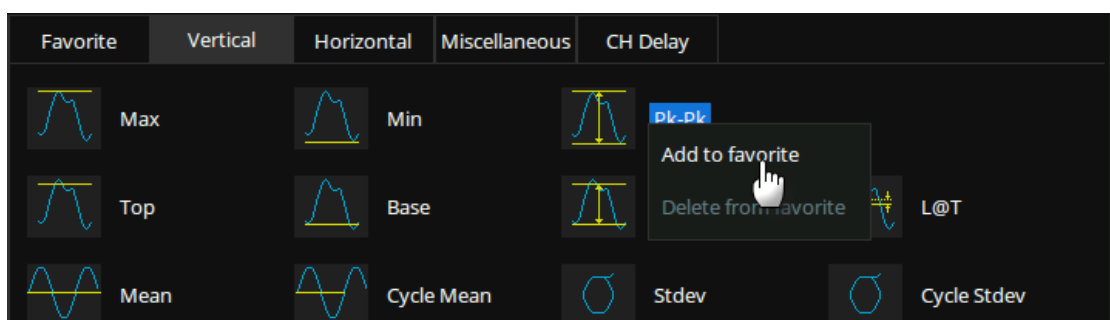 Favorite Vertical Horizontal Miscellaneous CH Delay
Max Min Pk-Pk
Add to favorite
Top Base Delete from favorite L@T
Mean Cycle Mean Stdev Cycle Stdev